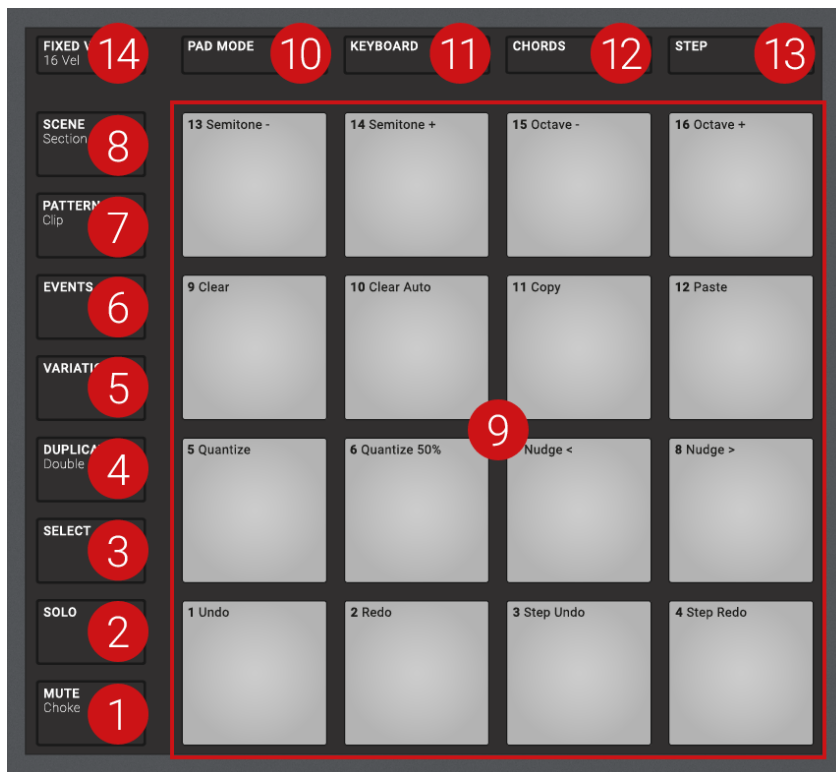 FIXED V 14
16 Vel
PAD MODE 10
KEYBOARD 11
CHORDS 12
STEP 13
SCENE
Section 8
13 Semitone -
14 Semitone +
15 Octave -
16 Octave +
PATTERN
Clip 7
EVENTS
6
9 Clear
10 Clear Auto
11 Copy
12 Paste
5
9
DUPLICA
Double 4
5 Quantize
6 Quantize 50%
Nudge <
8 Nudge >
SELECT
3
SOLO
2
1 Undo
2 Redo
3 Step Undo
4 Step Redo
MUTE
Choke 1